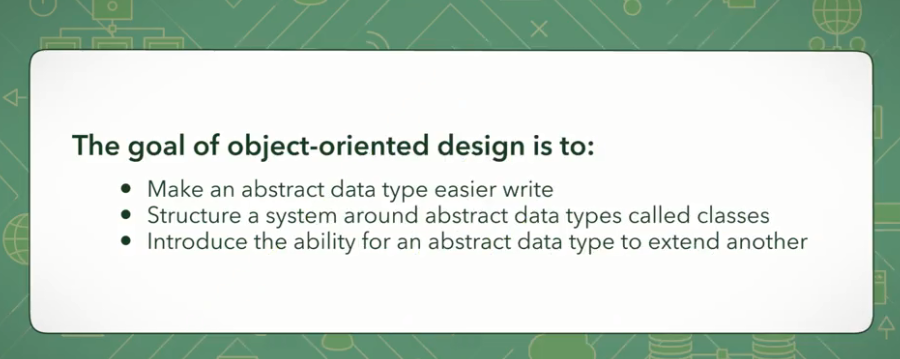 The goal of object-oriented design is to:
• Make an abstract data type easier write
• Structure a system around abstract data types called classes
• Introduce the ability for an abstract data type to extend another